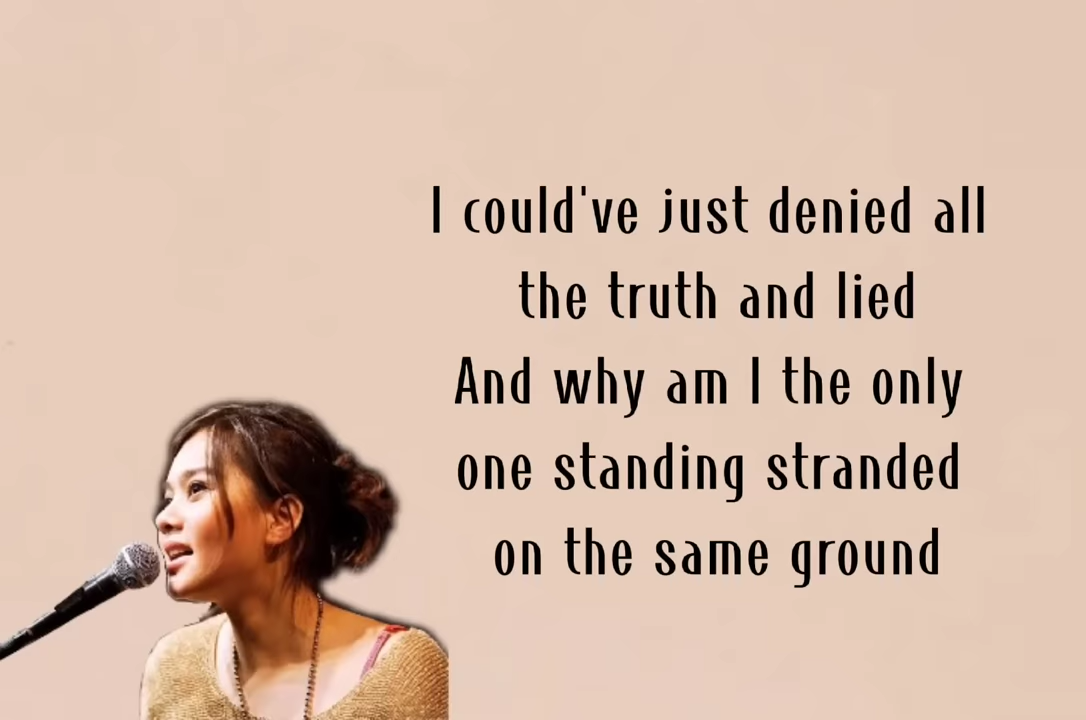 I could've just denied all
the truth and lied
And why am I the only
one standing stranded
on the same ground